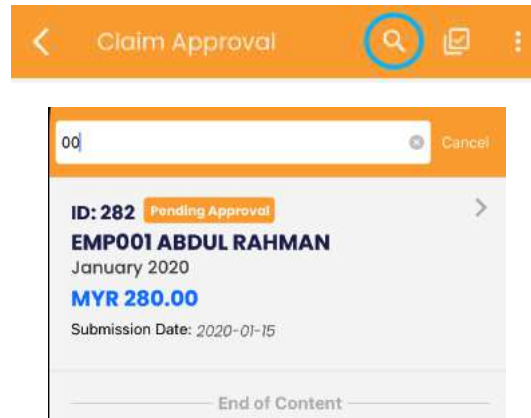 Claim Approval
00
Cancel
ID: 282 Pending Approval
EMP001 ABDUL RAHMAN
January 2020
MYR 280.00
Submission Date: 2020-01-15
End of Content